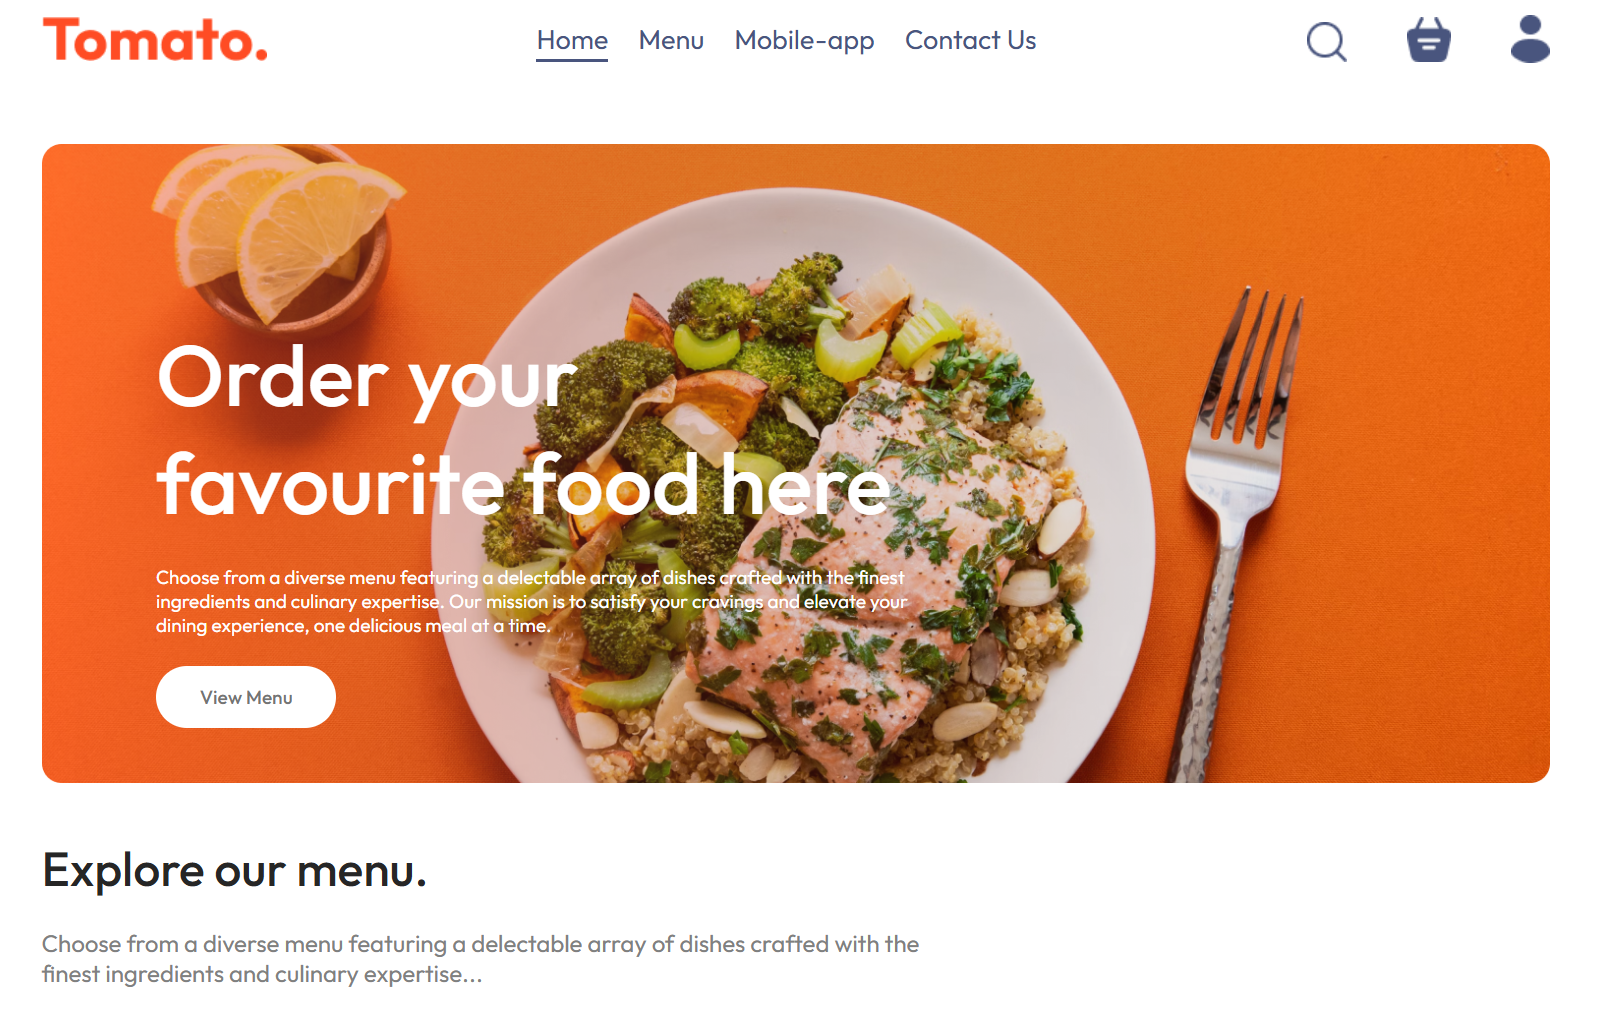 Tomato.
Home
Menu
Mobile-app
Contact Us
Order your
favourite food here
Choose from a diverse menu featuring a delectable array of dishes crafted with the finest
ingredients and culinary expertise. Our mission is to satisfy your cravings and elevate your
dining experience, one delicious meal at a time.
View Menu
Explore our menu.
Choose from a diverse menu featuring a delectable array of dishes crafted with the
finest ingredients and culinary expertise...